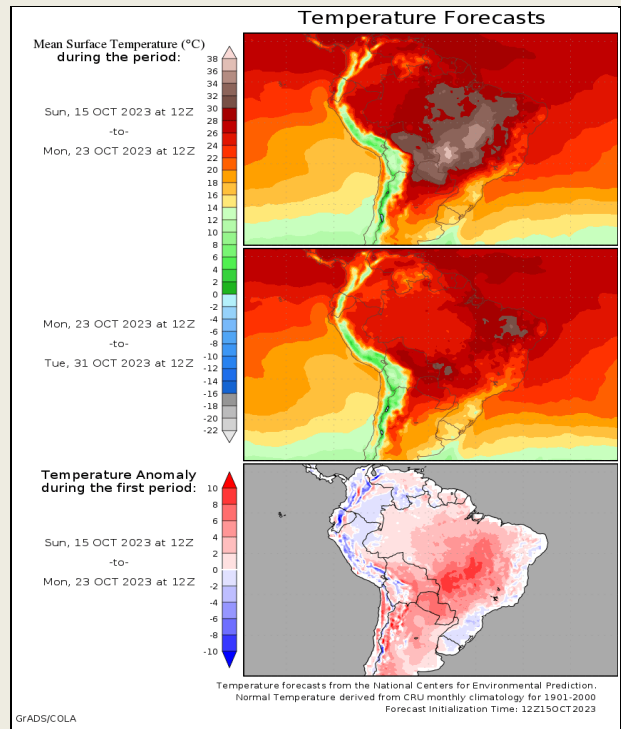 Temperature Forecasts
Mean Surface Temperature (°C)
during the period:
Sun, 15 OCT 2023 at 12Z
-to-
Mon, 23 OCT 2023 at 12Z
38
36
34
32
30
28
26
24
22
20
18
16
14
12
10
8
6
4
2
0
-2
-4
-6
-8
-10
-12
-14
-16
-18
-20
-22
Mon, 23 OCT 2023 at 12Z
-to-
Tue, 31 OCT 2023 at 12Z
Temperature Anomaly
during the first period:
Sun, 15 OCT 2023 at 12Z
-to-
Mon, 23 OCT 2023 at 12Z
10
8
6
4
2
0
-2
-4
-6
-8
-10
Temperature forecasts from the National Centers for Environmental Prediction.
Normal Temperature derived from CRU monthly climatology for 1901-2000
Forecast Initialization Time: 12Z15OCT2023
GrADS/COLA